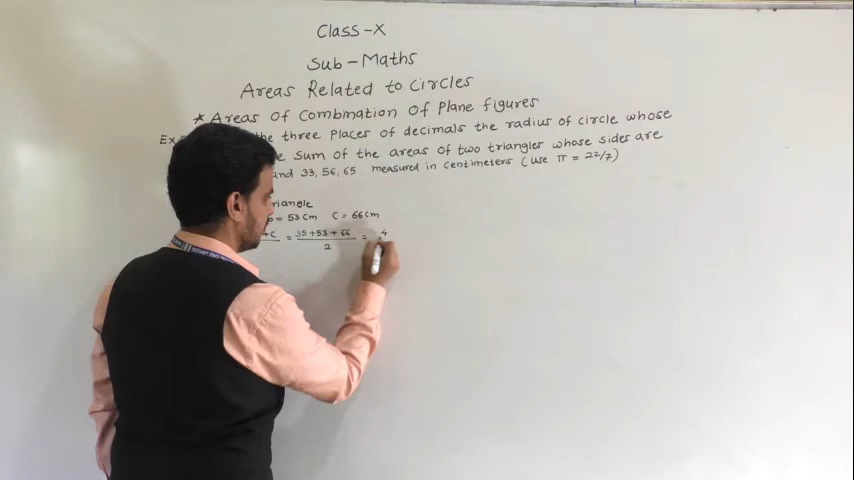 Class-X
Sub-Maths
Areas Related to Circles
* Areas of Combination of Plane figures
Ex the three places of decimals the radius of circle whose
sum of the areas of two triangles whose sides are
and 33, 56, 65 measured in centimeters (use π = 22/7)
riangle
= 53 cm C = 66 cm
+c = 35+53+66 / 2 = 4